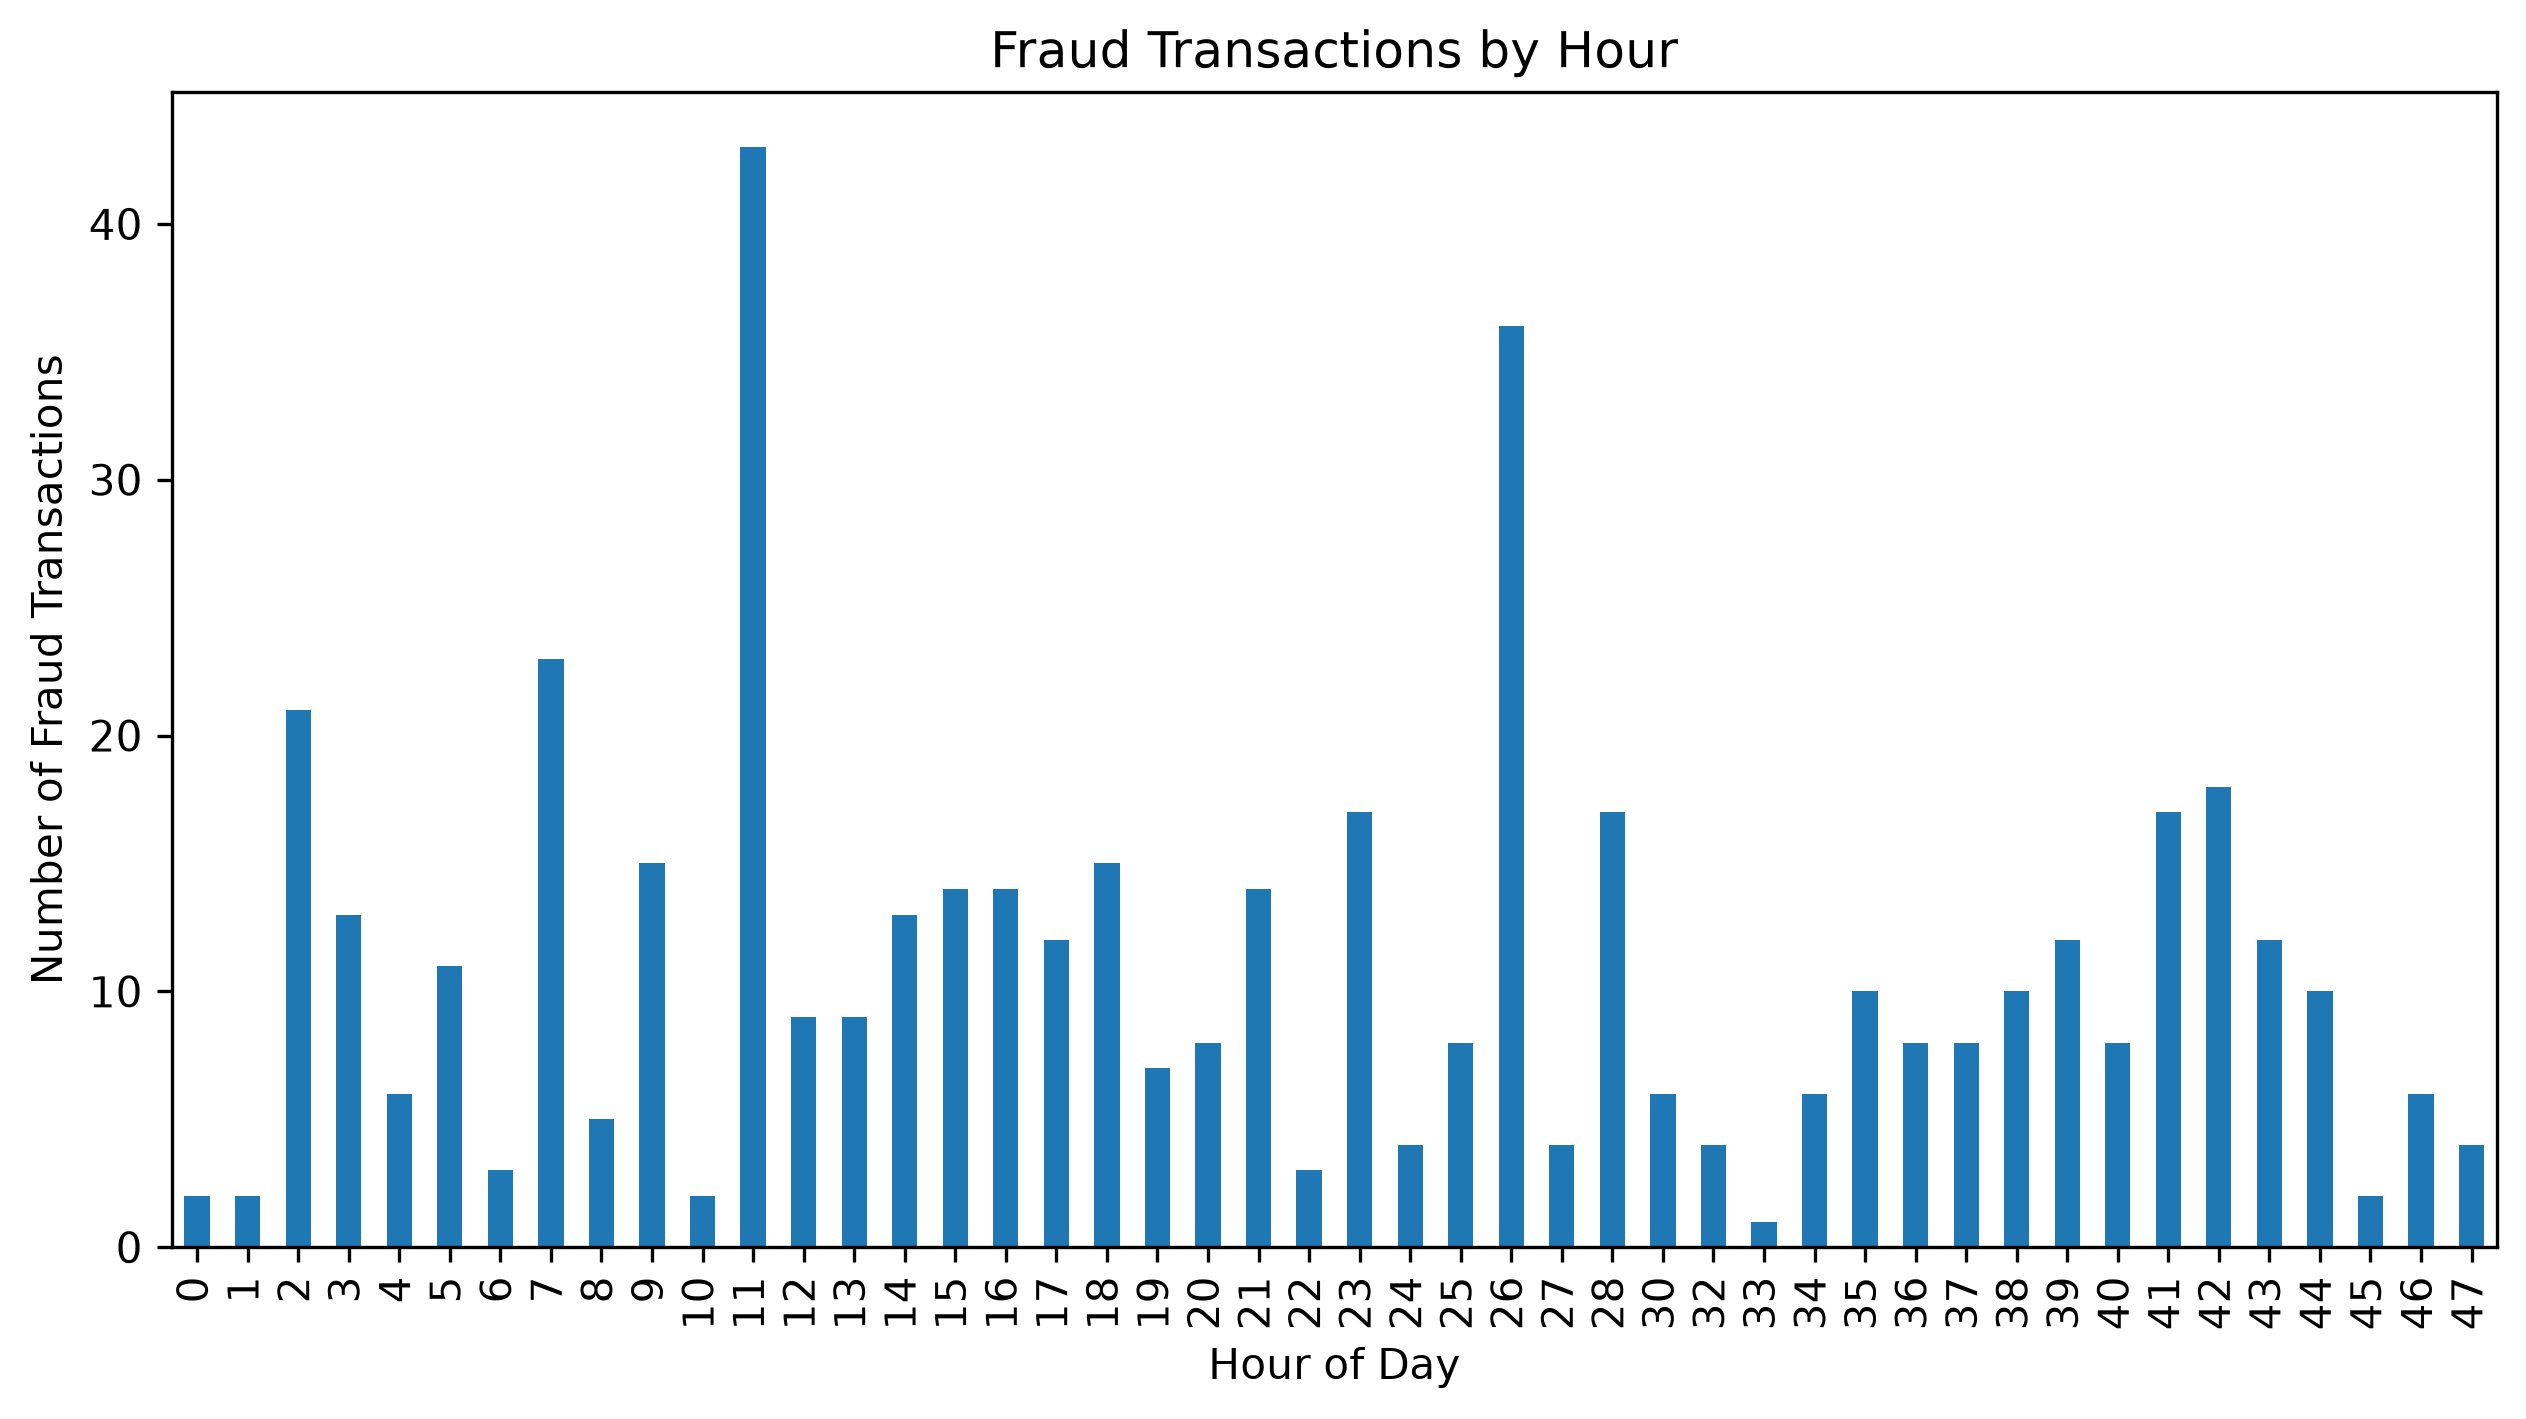 Fraud Transactions by Hour
Number of Fraud Transactions
40
30
20
10
0
0 1 2 3 4 5 6 7 8 9 10 11 12 13 14 15 16 17 18 19 20 21 22 23 24 25 26 27 28 30 32 33 34 35 36 37 38 39 40 41 42 43 44 45 46 47
Hour of Day